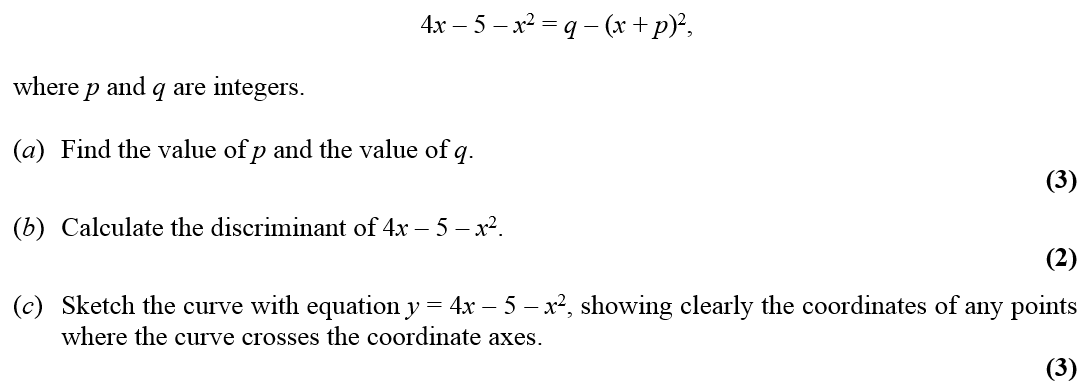 4x – 5 – x² = q – (x + p)²,
where p and q are integers.
(a) Find the value of p and the value of q.
(3)
(b) Calculate the discriminant of 4x – 5 – x².
(2)
(c) Sketch the curve with equation y = 4x – 5 – x², showing clearly the coordinates of any points
where the curve crosses the coordinate axes.
(3)